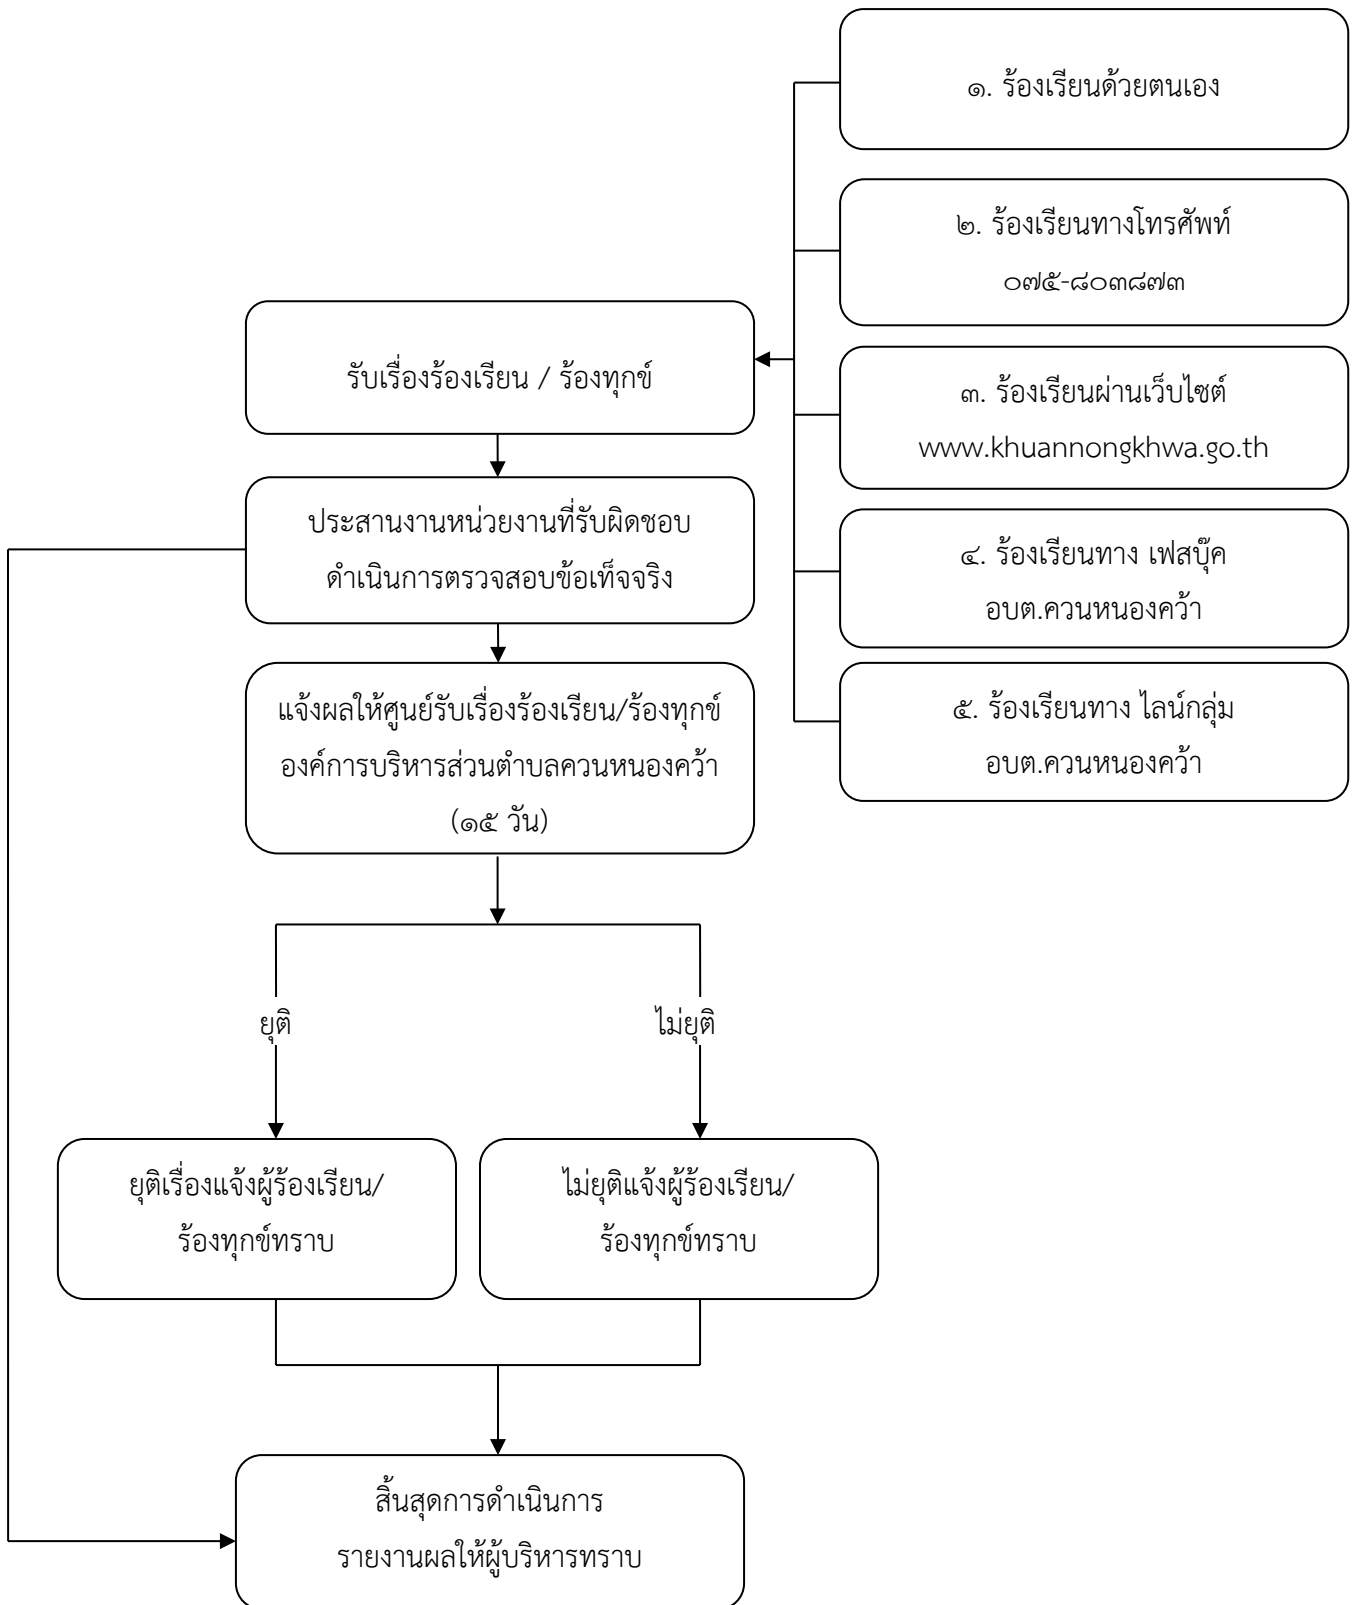 ๑. ร้องเรียนด้วยตนเอง
๒. ร้องเรียนทางโทรศัพท์
๐๗๕-๘๐๓๘๗๓
๓. ร้องเรียนผ่านเว็บไซต์
www.khuannongkhwa.go.th
๔. ร้องเรียนทาง เฟสบุ๊ค
อบต.ควนหนองคว้า
๕. ร้องเรียนทาง ไลน์กลุ่ม
อบต.ควนหนองคว้า
รับเรื่องร้องเรียน / ร้องทุกข์
ประสานงานหน่วยงานที่รับผิดชอบ
ดำเนินการตรวจสอบข้อเท็จจริง
แจ้งผลให้ศูนย์รับเรื่องร้องเรียน/ร้องทุกข์
องค์การบริหารส่วนตำบลควนหนองคว้า
(๑๕ วัน)
ยุติ
ไม่ยุติ
ยุติเรื่องแจ้งผู้ร้องเรียน/
ร้องทุกข์ทราบ
ไม่ยุติแจ้งผู้ร้องเรียน/
ร้องทุกข์ทราบ
สิ้นสุดการดำเนินการ
รายงานผลให้ผู้บริหารทราบ